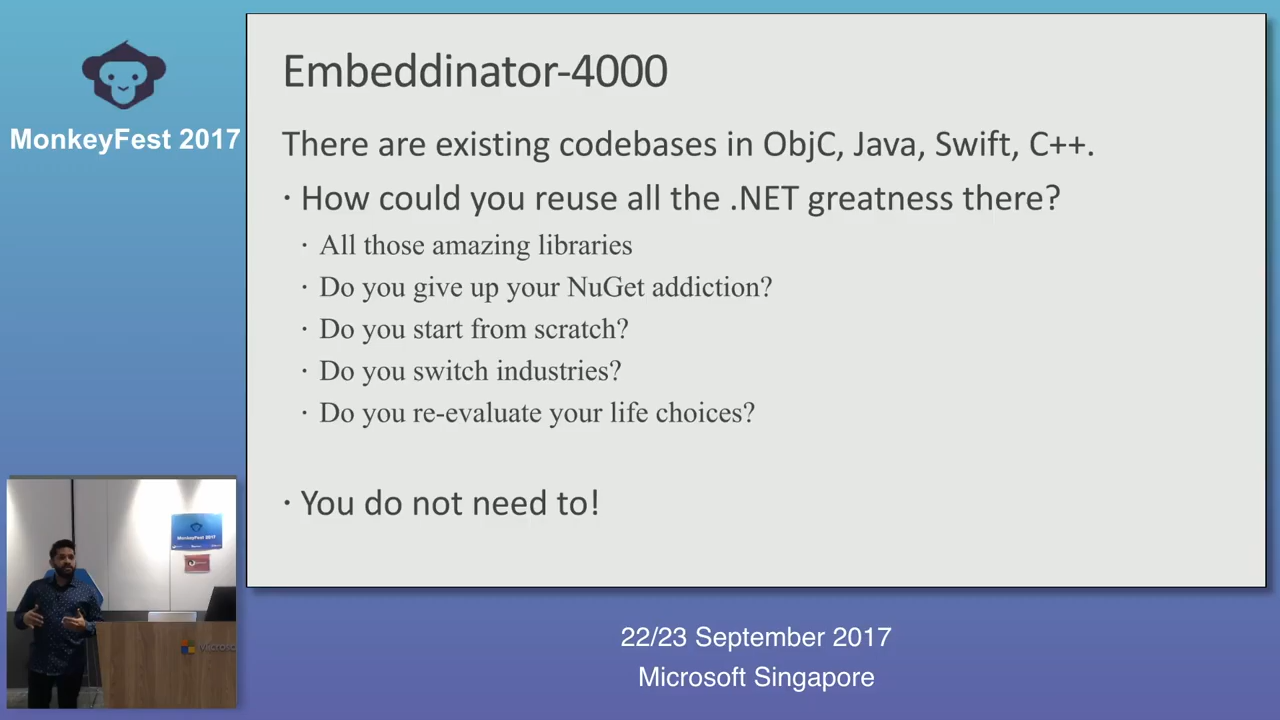 MonkeyFest 2017
Embeddinator-4000
There are existing codebases in ObjC, Java, Swift, C++.
· How could you reuse all the .NET greatness there?
· All those amazing libraries
· Do you give up your NuGet addiction?
· Do you start from scratch?
· Do you switch industries?
· Do you re-evaluate your life choices?
· You do not need to!
MonkeyFest 2017
22/23 September 2017
Microsoft Singapore